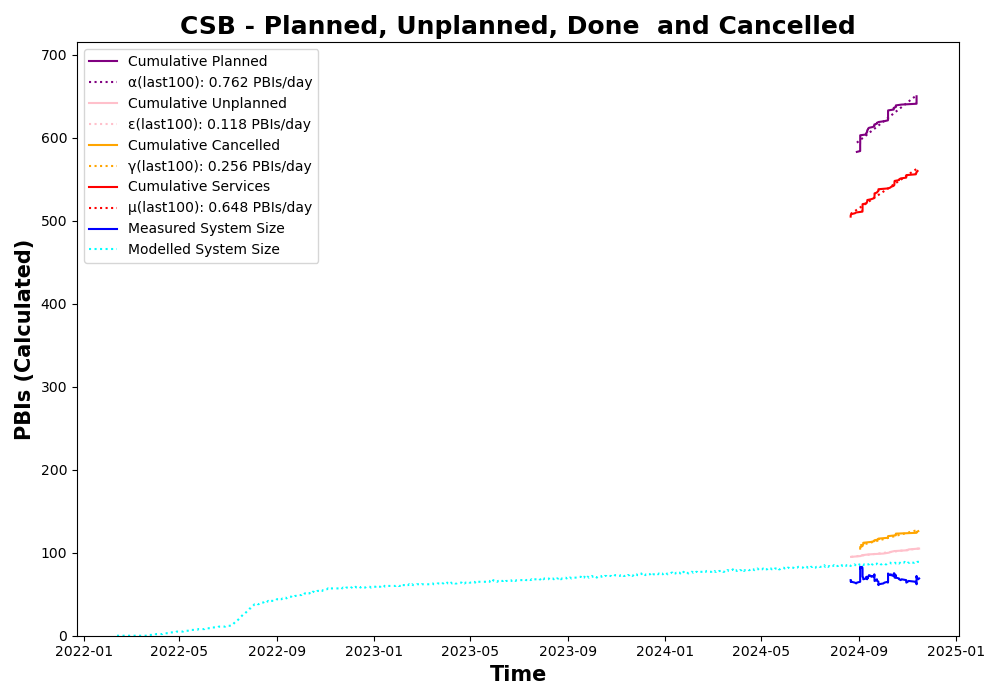 CSB - Planned, Unplanned, Done  and Cancelled
700
600
500
400
300
200
100
0
PBIs (Calculated)
Cumulative Planned
α(last100): 0.762 PBIs/day
Cumulative Unplanned
ε(last100): 0.118 PBIs/day
Cumulative Cancelled
γ(last100): 0.256 PBIs/day
Cumulative Services
μ(last100): 0.648 PBIs/day
Measured System Size
Modelled System Size
2022-01 2022-05 2022-09 2023-01 2023-05 2023-09 2024-01 2024-05 2024-09 2025-01
Time